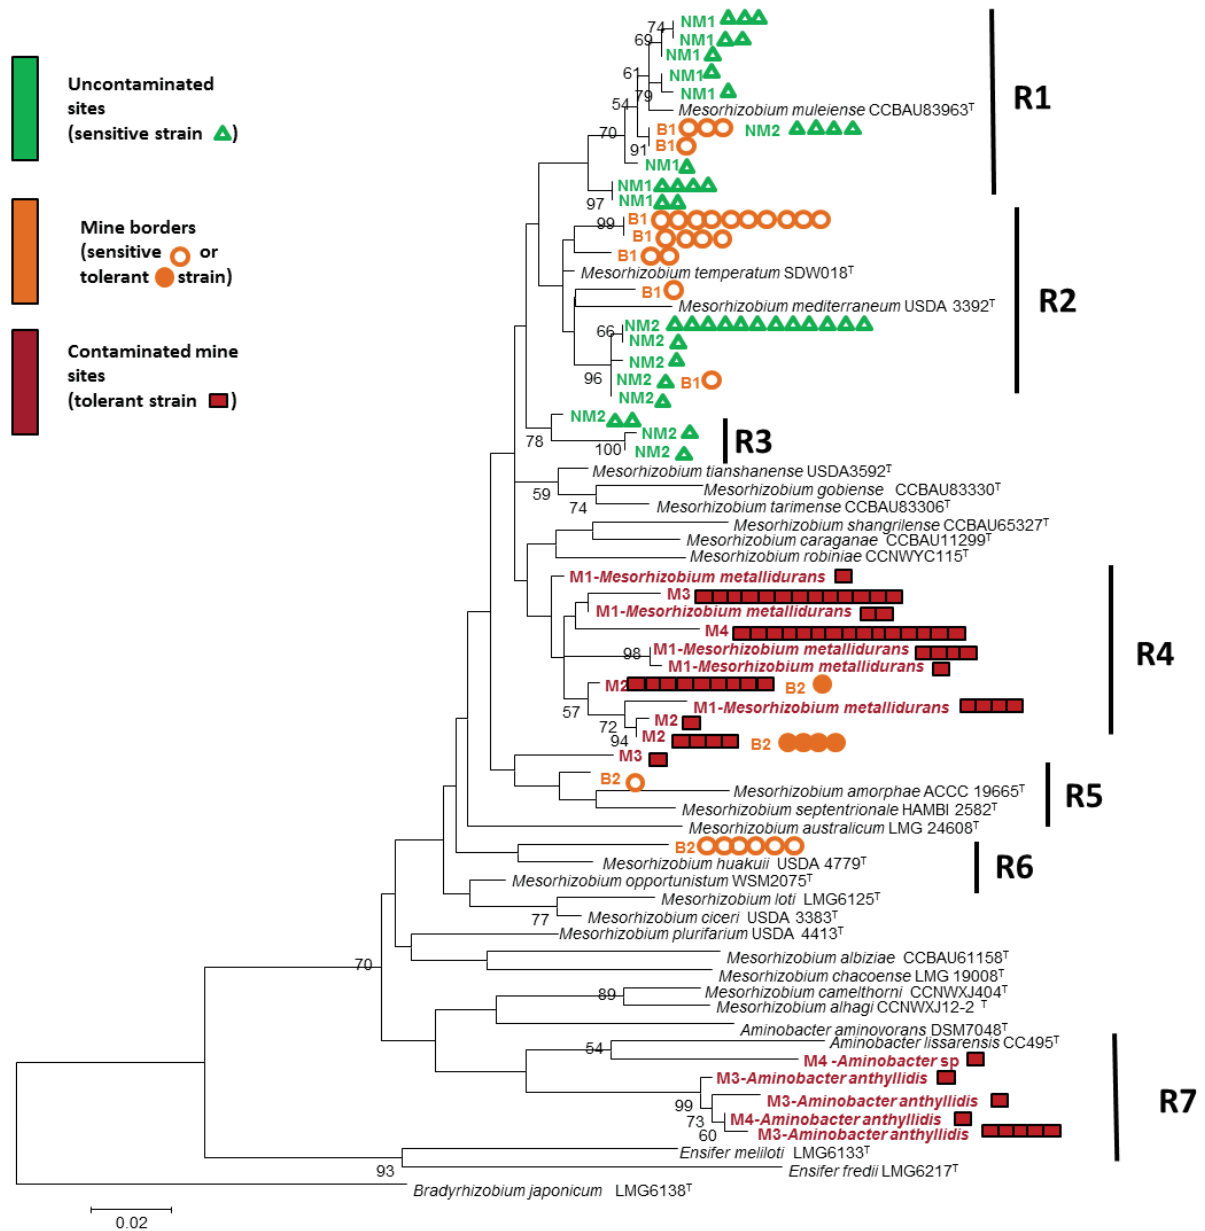 Uncontaminated
sites
(sensitive strain )
Mine borders
(sensitive or
tolerant strain)
Contaminated mine
sites
(tolerant strain )
74 NM1
69 NM1
NM1
61 NM1
79 NM1
54 Mesorhizobium muleiense CCBAU83963T
R1
70 B1 NM2
91 B1
NM1
NM1
97 NM1
99 B1
B1
B1
Mesorhizobium temperatum SDW018T
R2
B1
Mesorhizobium mediterraneum USDA 3392T
66 NM2
NM2
NM2
96 NM2 B1
NM2
NM2
78 NM2
R3
100 NM2
Mesorhizobium tianshanense USDA3592T
59 Mesorhizobium gobiense CCBAU83330T
74 Mesorhizobium tarimense CCBAU83306T
Mesorhizobium shangrilense CCBAU65327T
Mesorhizobium caraganae CCBAU11299T
Mesorhizobium robiniae CCNWYC115T
M1-Mesorhizobium metallidurans
M3
M1-Mesorhizobium metallidurans
M4
98 M1-Mesorhizobium metallidurans
R4
M1-Mesorhizobium metallidurans
M2 B2
57 M1-Mesorhizobium metallidurans
72 M2
94 M2 B2
M3
B2
Mesorhizobium amorphae ACCC 19665T
R5
Mesorhizobium septentrionale HAMBI 2582T
Mesorhizobium australicum LMG 24608T
B2
Mesorhizobium huakuii USDA 4779T
R6
Mesorhizobium opportunistum WSM2075T
Mesorhizobium loti LMG6125T
77 Mesorhizobium ciceri USDA 3383T
Mesorhizobium plurifarium USDA 4413T
70 Mesorhizobium albiziae CCBAU61158T
Mesorhizobium chacoense LMG 19008T
89 Mesorhizobium camelthorni CCNWXJ404T
Mesorhizobium alhagi CCNWXJ12-2 T
Aminobacter aminovorans DSM7048T
Aminobacter lissarensis CC495T
54 M4 -Aminobacter sp
M3-Aminobacter anthyllidis
99 M3-Aminobacter anthyllidis
R7
73 M4-Aminobacter anthyllidis
60 M3-Aminobacter anthyllidis
Ensifer meliloti LMG6133T
93 Ensifer fredii LMG6217T
Bradyrhizobium japonicum LMG6138T
0.02